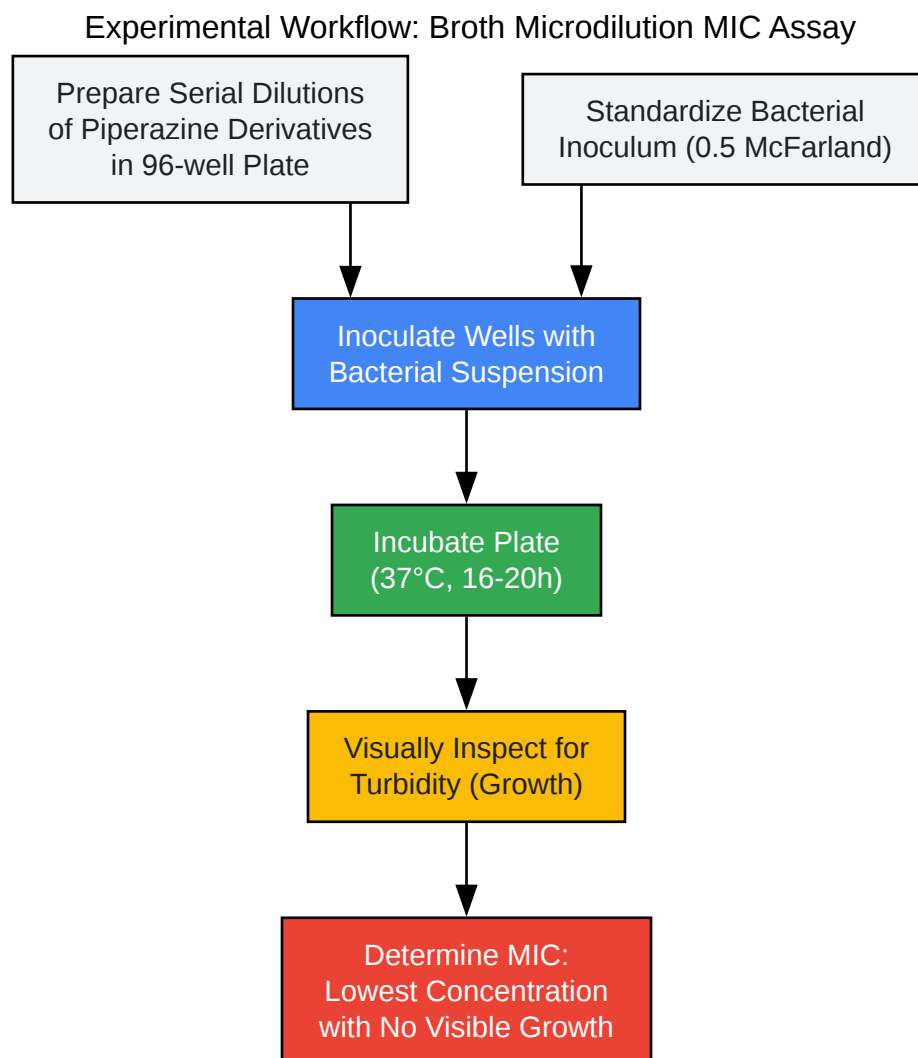 Experimental Workflow: Broth Microdilution MIC Assay
Prepare Serial Dilutions
of Piperazine Derivatives
in 96-well Plate
Standardize Bacterial
Inoculum (0.5 McFarland)
Inoculate Wells with
Bacterial Suspension
Incubate Plate
(37°C, 16-20h)
Visually Inspect for
Turbidity (Growth)
Determine MIC:
Lowest Concentration
with No Visible Growth